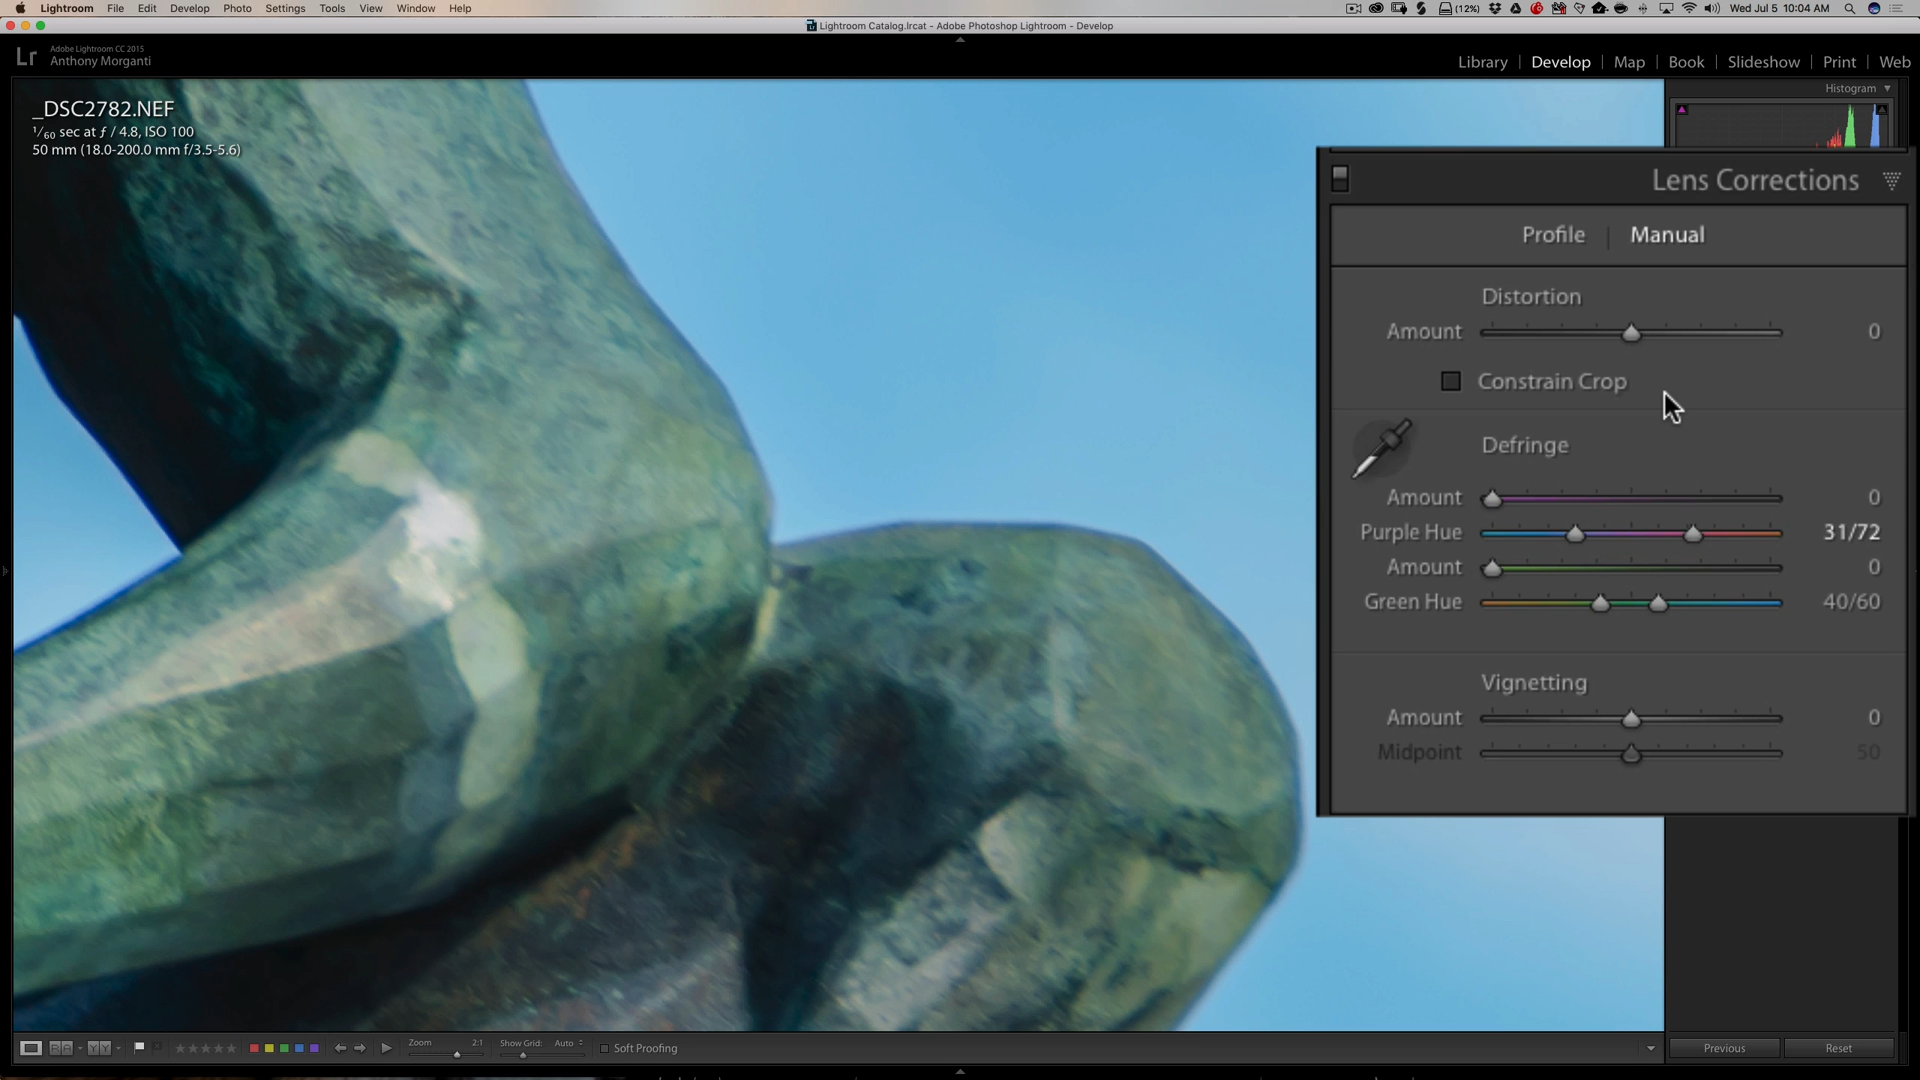 Lightroom File Edit Develop Photo Settings Tools View Window Help (12%) Wed Jul 5 10:04 AM
Lightroom Catalog.lrcat - Adobe Photoshop Lightroom - Develop
Lr
Adobe Lightroom CC 2015
Anthony Morganti
Library | Develop | Map | Book | Slideshow | Print | Web
_DSC2782.NEF
1/60 sec at ƒ / 4.8, ISO 100
50 mm (18.0-200.0 mm f/3.5-5.6)
Histogram
Lens Corrections
Profile | Manual
Distortion
Amount 0
Constrain Crop
Defringe
Amount 0
Purple Hue 31/72
Amount 0
Green Hue 40/60
Vignetting
Amount 0
Midpoint 50
Zoom 2:1 Show Grid: Auto Soft Proofing
Previous Reset